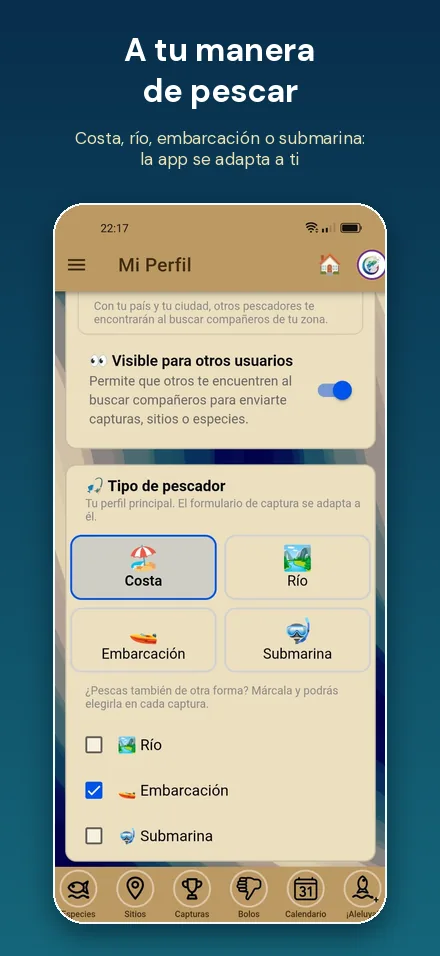 A tu manera
de pescar
Costa, río, embarcación o submarina:
la app se adapta a ti
22:17
Mi Perfil
Con tu país y tu ciudad, otros pescadores te
encontrarán al buscar compañeros de tu zona.
Visible para otros usuarios
Permite que otros te encuentren al
buscar compañeros para enviarte
capturas, sitios o especies.
Tipo de pescador
Tu perfil principal. El formulario de captura se adapta a
él.
Costa
Río
Embarcación
Submarina
¿Pescas también de otra forma? Márcala y podrás
elegirla en cada captura.
Río
Embarcación
Submarina
31
Especies Sitios Capturas Bolos Calendario ¡Aleluya